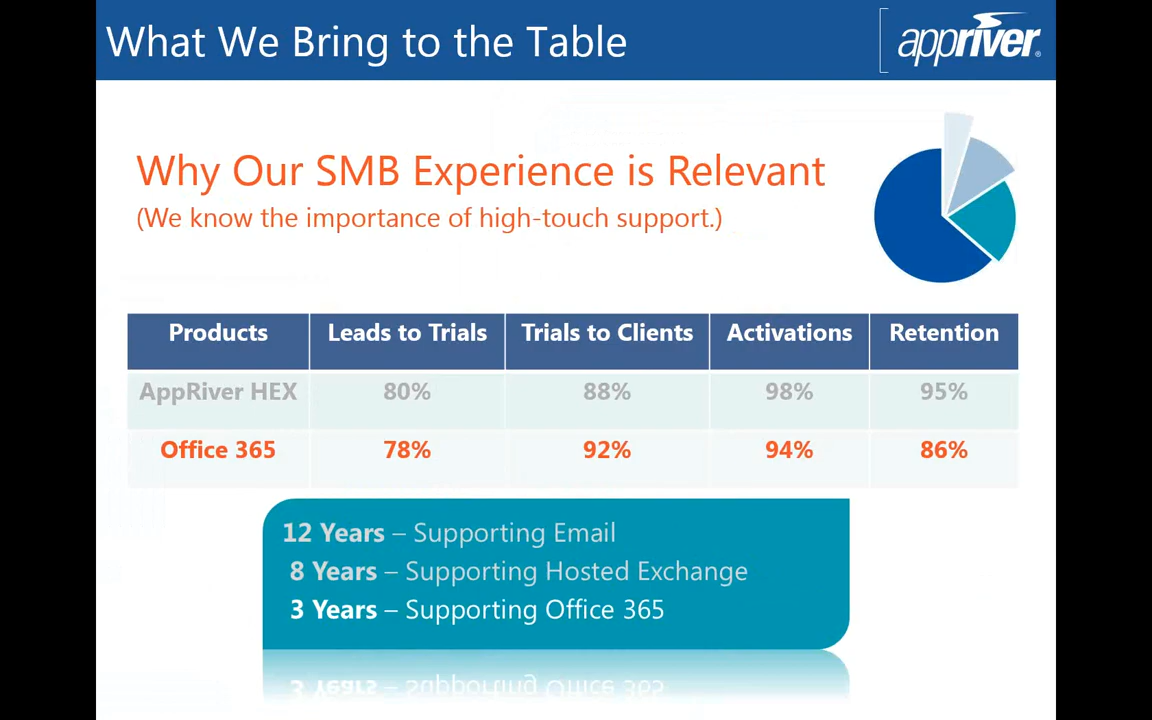 What We Bring to the Table
appriver®
Why Our SMB Experience is Relevant
(We know the importance of high-touch support.)
Products Leads to Trials Trials to Clients Activations Retention
AppRiver HEX 80% 88% 98% 95%
Office 365 78% 92% 94% 86%
12 Years – Supporting Email
8 Years – Supporting Hosted Exchange
3 Years – Supporting Office 365